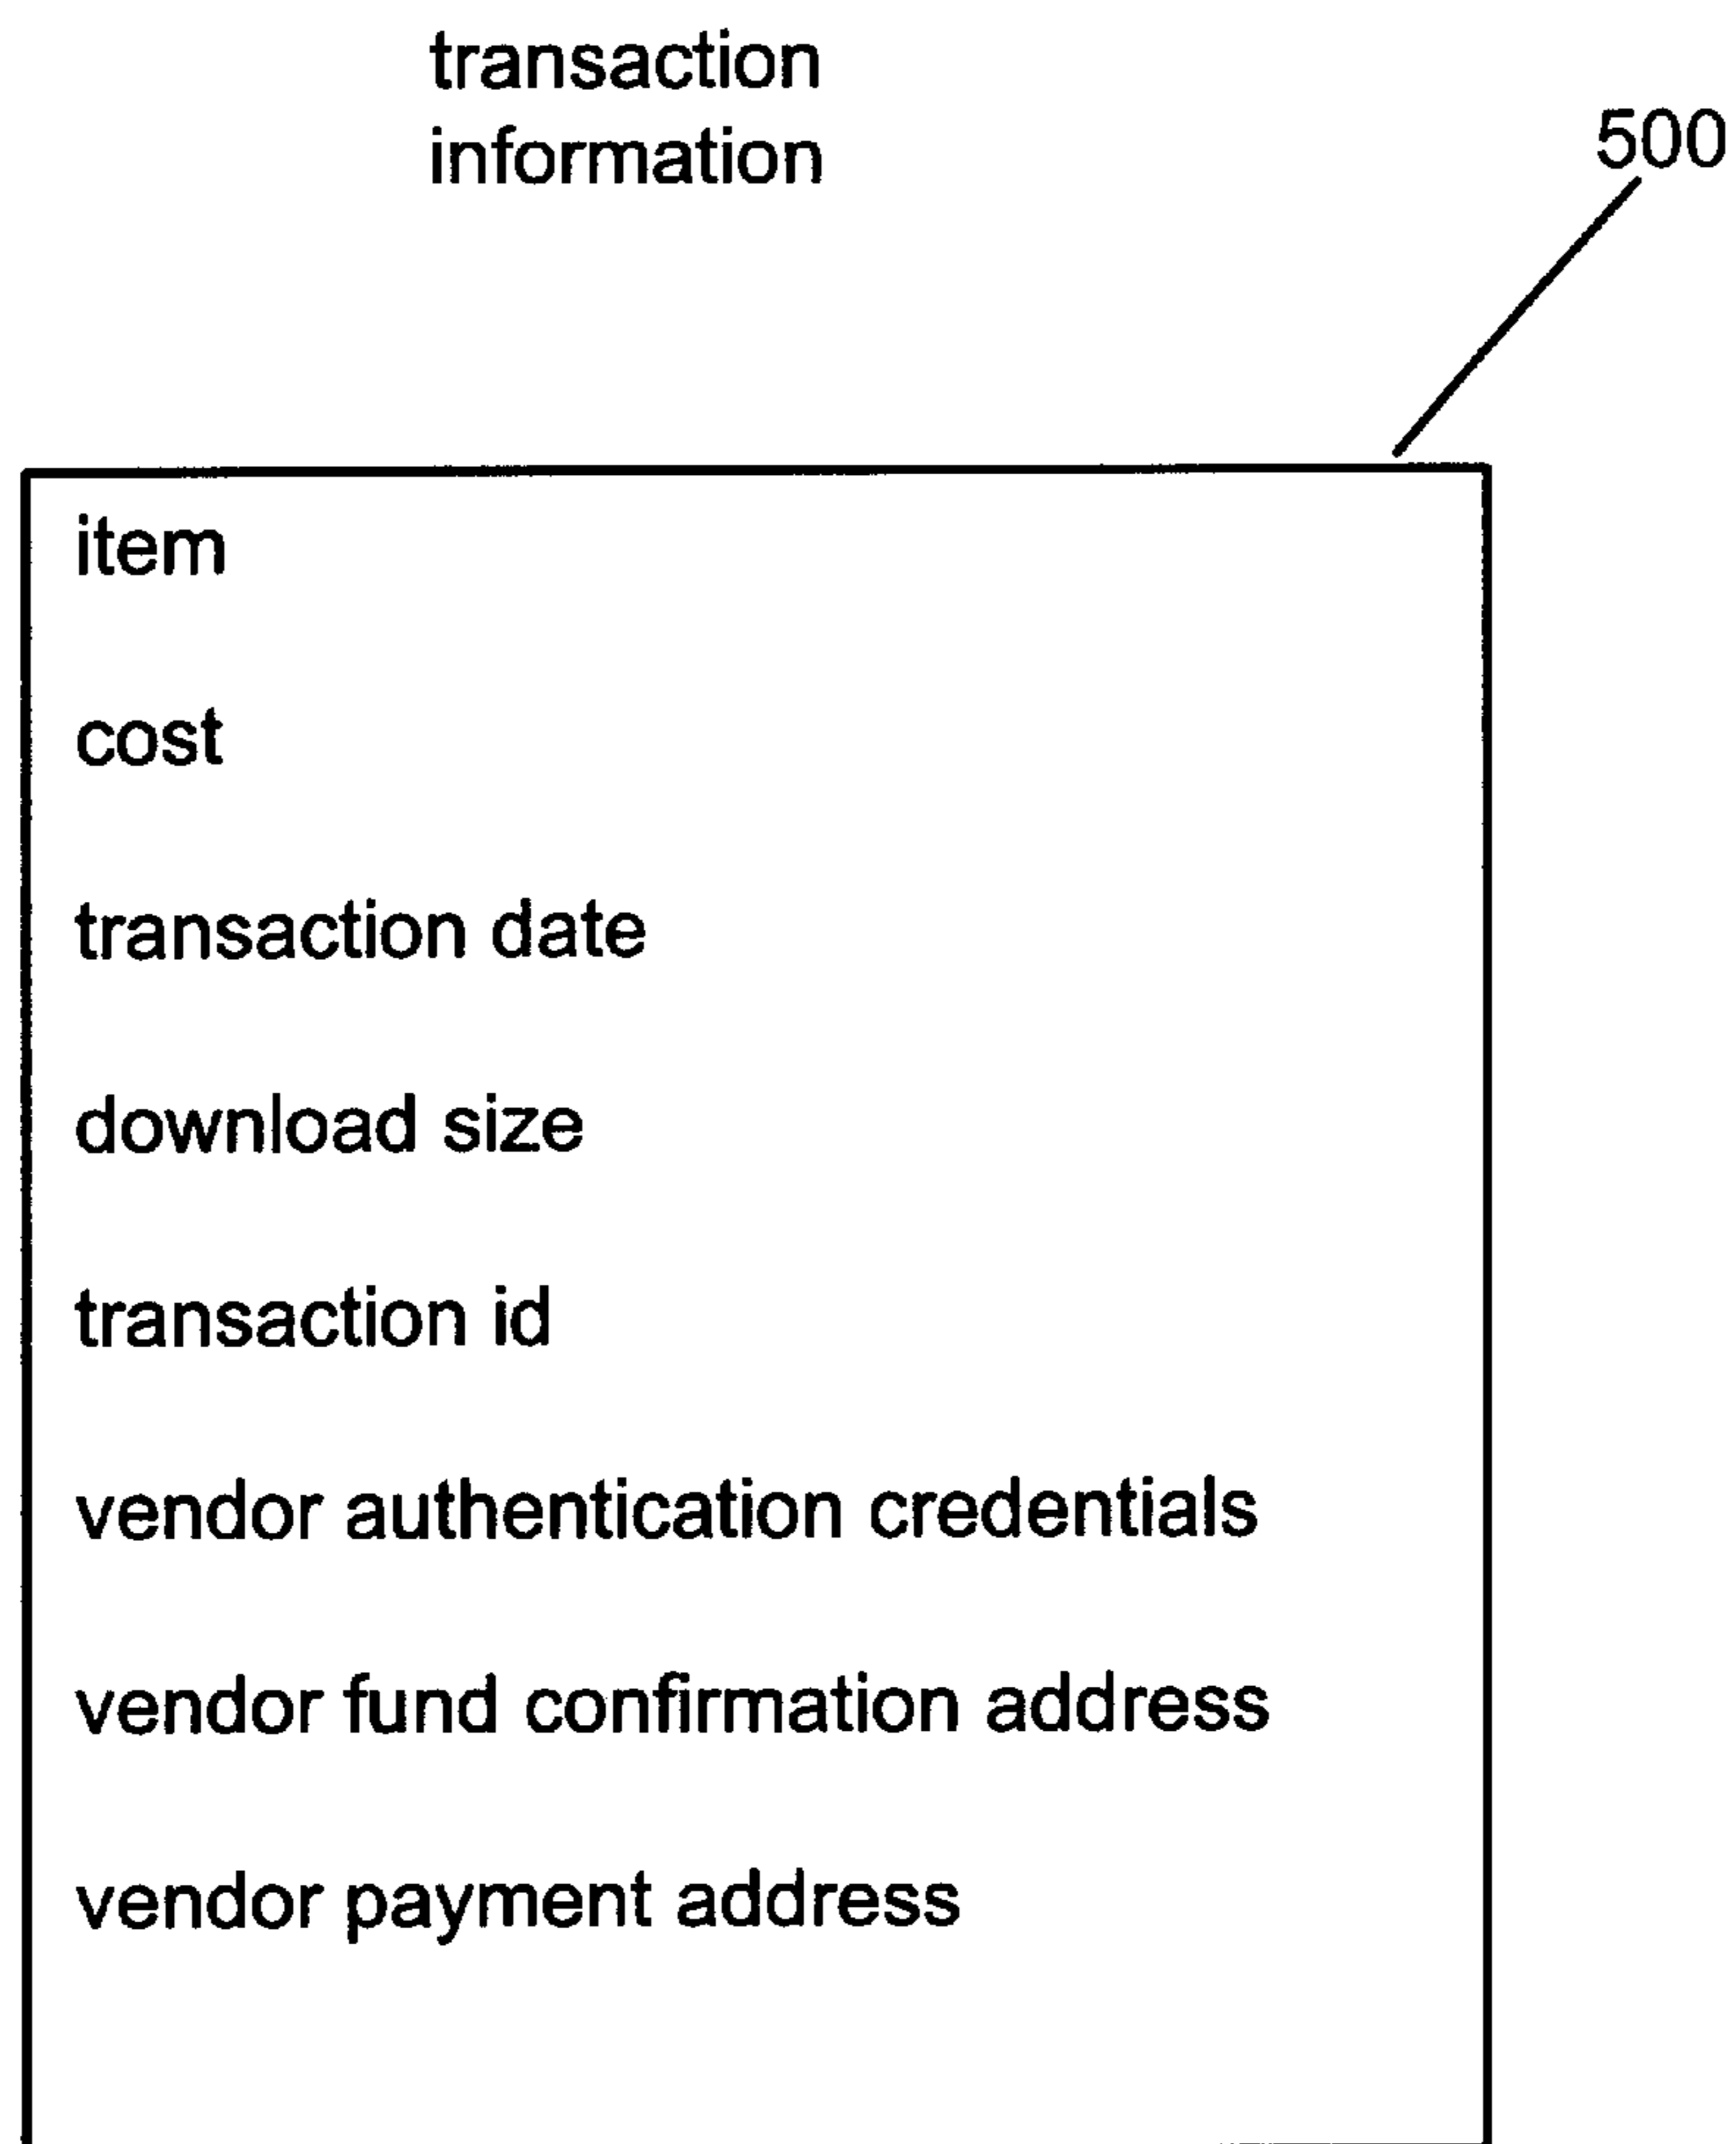 transaction
information
500
item
cost
transaction date
download size
transaction id
vendor authentication credentials
vendor fund confirmation address
vendor payment address